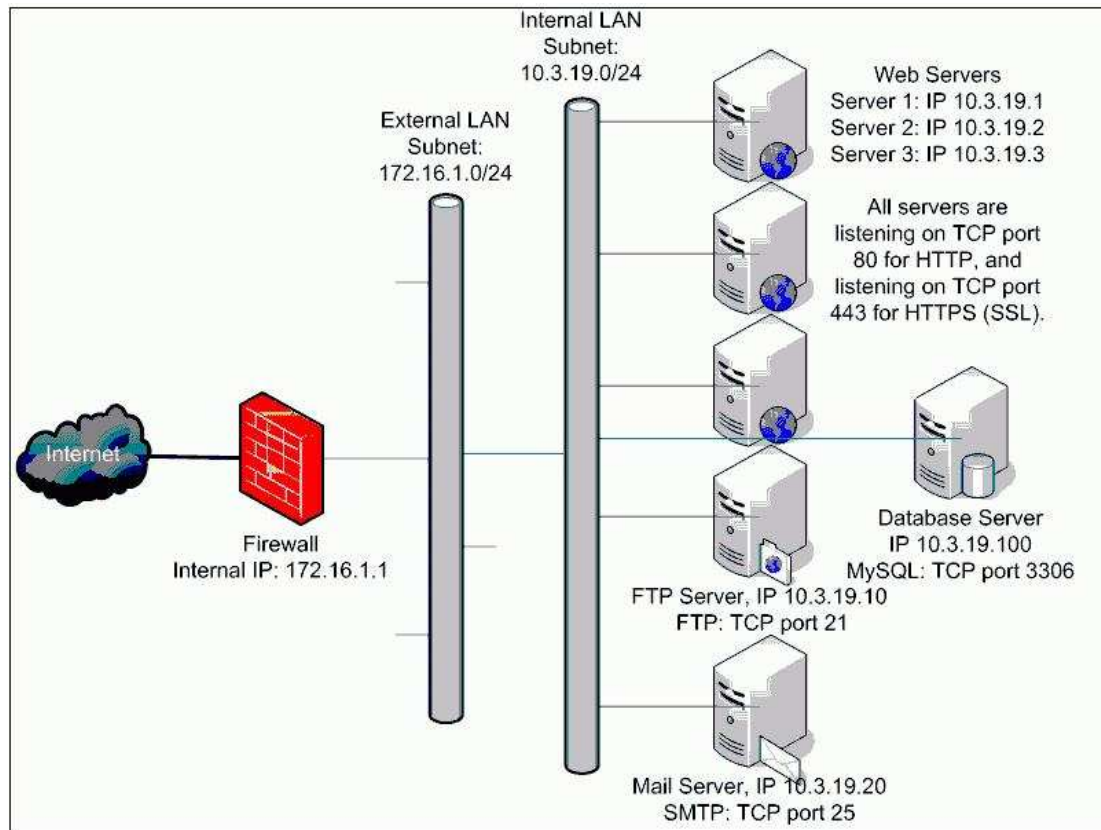 Internal LAN
Subnet:
10.3.19.0/24
External LAN
Subnet:
172.16.1.0/24
Web Servers
Server 1: IP 10.3.19.1
Server 2: IP 10.3.19.2
Server 3: IP 10.3.19.3
All servers are
listening on TCP port
80 for HTTP, and
listening on TCP port
443 for HTTPS (SSL).
Internet
Firewall
Internal IP: 172.16.1.1
Database Server
IP 10.3.19.100
MySQL: TCP port 3306
FTP Server, IP 10.3.19.10
FTP: TCP port 21
Mail Server, IP 10.3.19.20
SMTP: TCP port 25